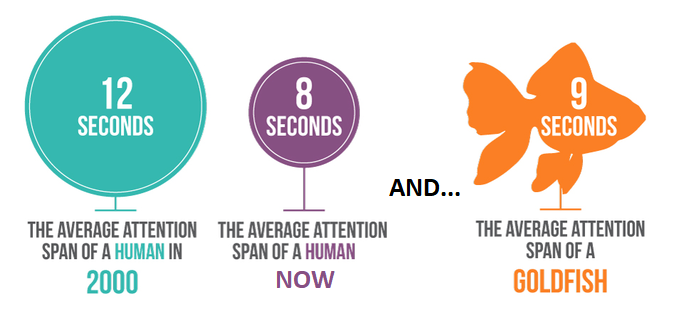 12
SECONDS
THE AVERAGE ATTENTION
SPAN OF A HUMAN IN
2000
8
SECONDS
THE AVERAGE ATTENTION
SPAN OF A HUMAN
NOW
AND...
9
SECONDS
THE AVERAGE ATTENTION
SPAN OF A
GOLDFISH